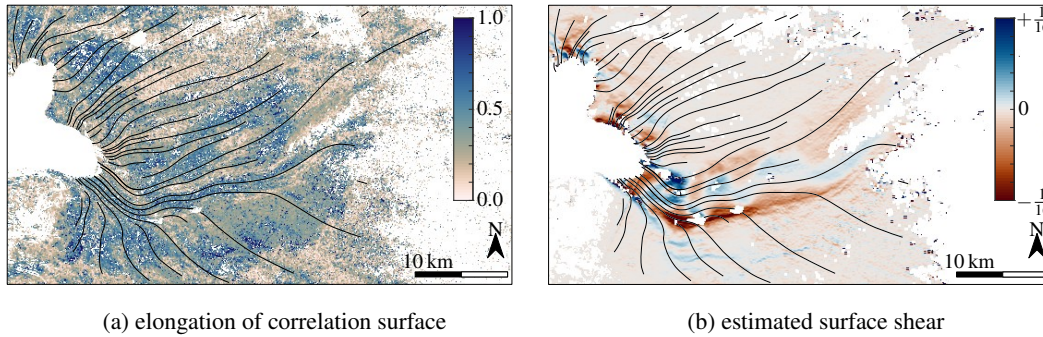 1.0
0.5
0.0
N
10 km
0
N
10 km
(a) elongation of correlation surface
(b) estimated surface shear